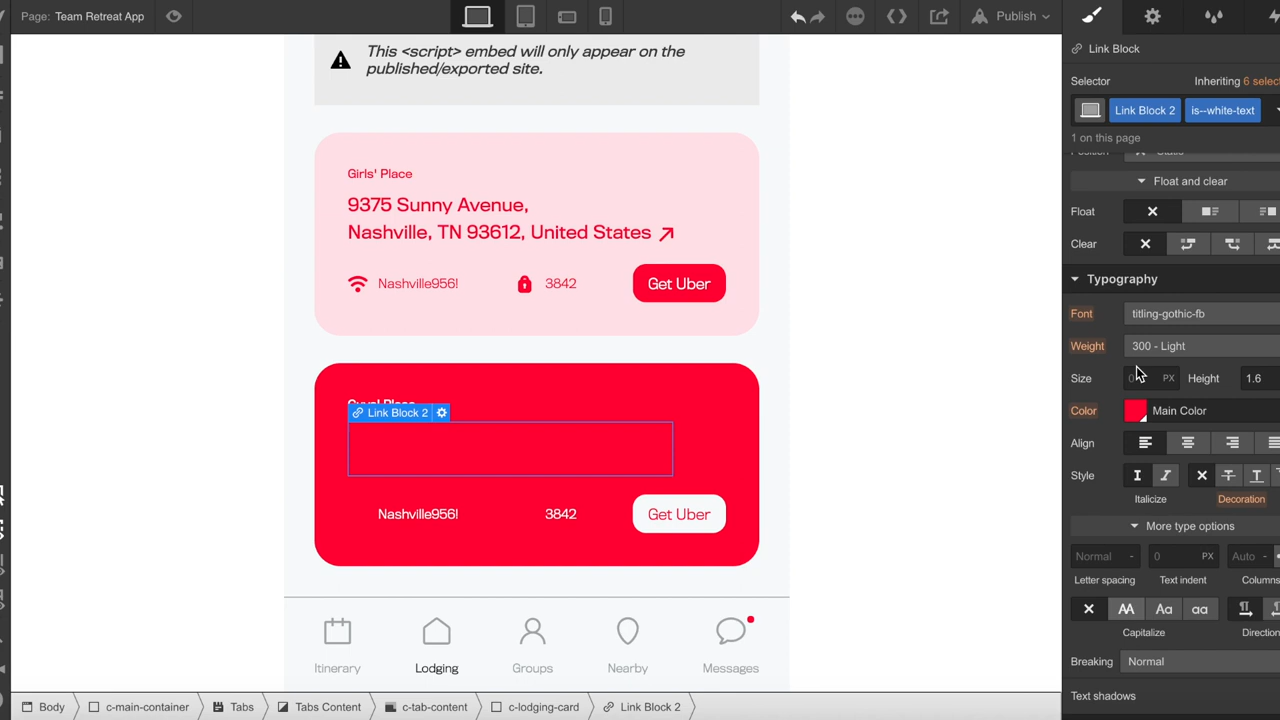 Page: Team Retreat App
Publish
Link Block
Selector
Inheriting 6 select
Link Block 2
is--white-text
1 on this page
Static
Float and clear
Float
Clear
Typography
Font
titling-gothic-fb
Weight
300 - Light
Size
PX
Height
1.6
Color
Main Color
Align
Style
Italicize
Decoration
More type options
Normal
-
0
PX
Auto -
Letter spacing
Text indent
Columns
AA
Aa
aa
Capitalize
Direction
Breaking
Normal
Text shadows
This <script> embed will only appear on the
published/exported site.
Girls' Place
9375 Sunny Avenue,
Nashville, TN 93612, United States
Nashville956!
3842
Get Uber
Link Block 2
Nashville956!
3842
Get Uber
Itinerary
Lodging
Groups
Nearby
Messages
Body
c-main-container
Tabs
Tabs Content
c-tab-content
c-lodging-card
Link Block 2